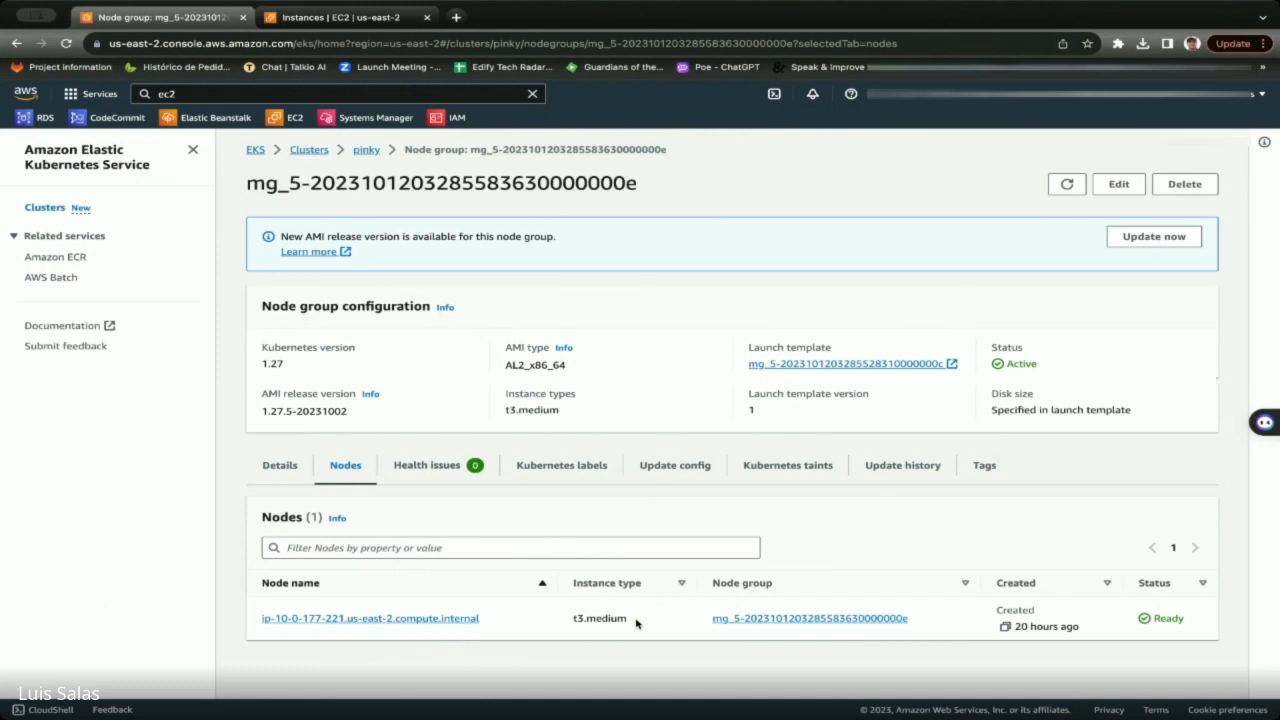 Node group: mg_5-2023101203
Instances | EC2 | us-east-2
us-east-2.console.aws.amazon.com/eks/home?region=us-east-2#/clusters/pinky/nodegroups/mg_5-2023101203285583630000000e?selectedTab=nodes
Update
Project Information
Histórico de Pedid...
Chat | Talkio AI
Launch Meeting -...
Edify Tech Radar...
Guardians of the...
Poe - ChatGPT
Speak & Improve
»
aws
Services
ec2
RDS
CodeCommit
Elastic Beanstalk
EC2
Systems Manager
IAM
Amazon Elastic
Kubernetes Service
Clusters New
Related services
Amazon ECR
AWS Batch
Documentation
Submit feedback
EKS > Clusters > pinky > Node group: mg_5-2023101203285583630000000e
mg_5-2023101203285583630000000e
Edit
Delete
New AMI release version is available for this node group.
Learn more
Update now
Node group configuration Info
Kubernetes version
1.27
AMI type Info
AL2_x86_64
Launch template
mg_5-2023101203285528310000000c
Status
Active
AMI release version Info
1.27.5-20231002
Instance types
t3.medium
Launch template version
1
Disk size
Specified in launch template
Details
Nodes
Health issues 0
Kubernetes labels
Update config
Kubernetes taints
Update history
Tags
Nodes (1) Info
Filter Nodes by property or value
1
Node name
Instance type
Node group
Created
Status
ip-10-0-177-221.us-east-2.compute.internal
t3.medium
mg_5-2023101203285583630000000e
Created
20 hours ago
Ready
Luis Salas
CloudShell
Feedback
© 2023, Amazon Web Services, Inc. or its affiliates.
Privacy
Terms
Cookie preferences